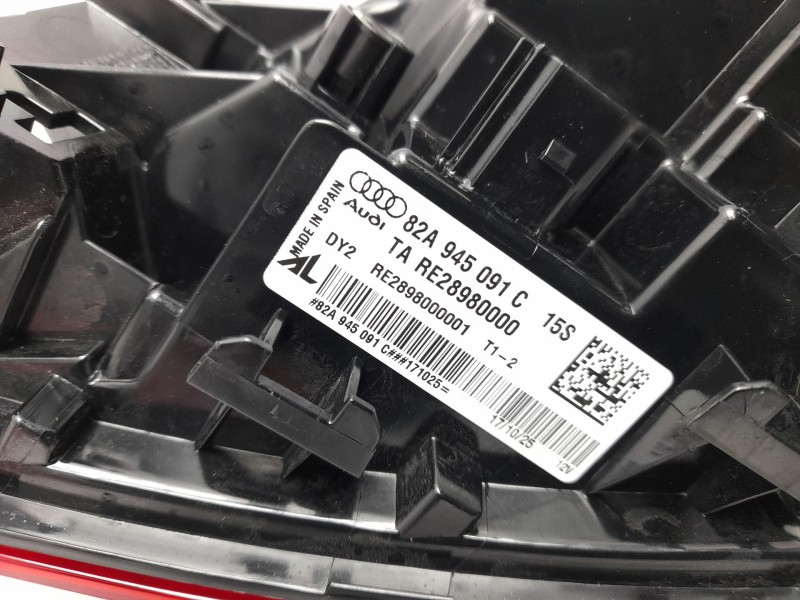 Audi
MADE IN SPAIN
82A 945 091 C 15S
TA RE28980000
DY2 RE2898000001 T1-2
AL
#82A 945 091 C###171025=
17/10/25
12V